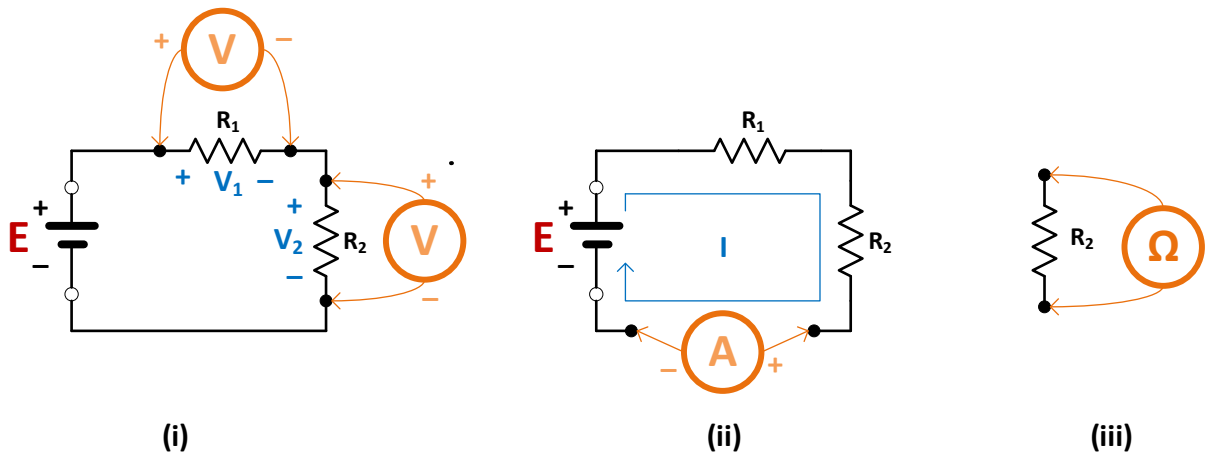 + V −
R₁
+ V₁ −
+
E
−
+
V₂
−
R₂
+
V
−
(i)
R₁
+
E
−
I
R₂
− A +
(ii)
R₂
Ω
(iii)